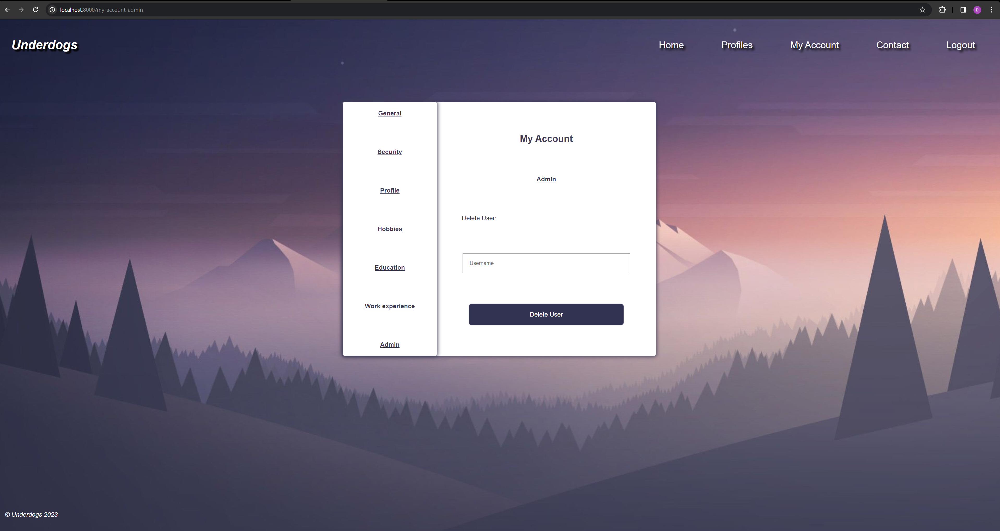 localhost:8000/my-account-admin
D
Underdogs
Home Profiles My Account Contact Logout
General
Security
Profile
Hobbies
Education
Work experience
Admin
My Account
Admin
Delete User:
Username
Delete User
© Underdogs 2023